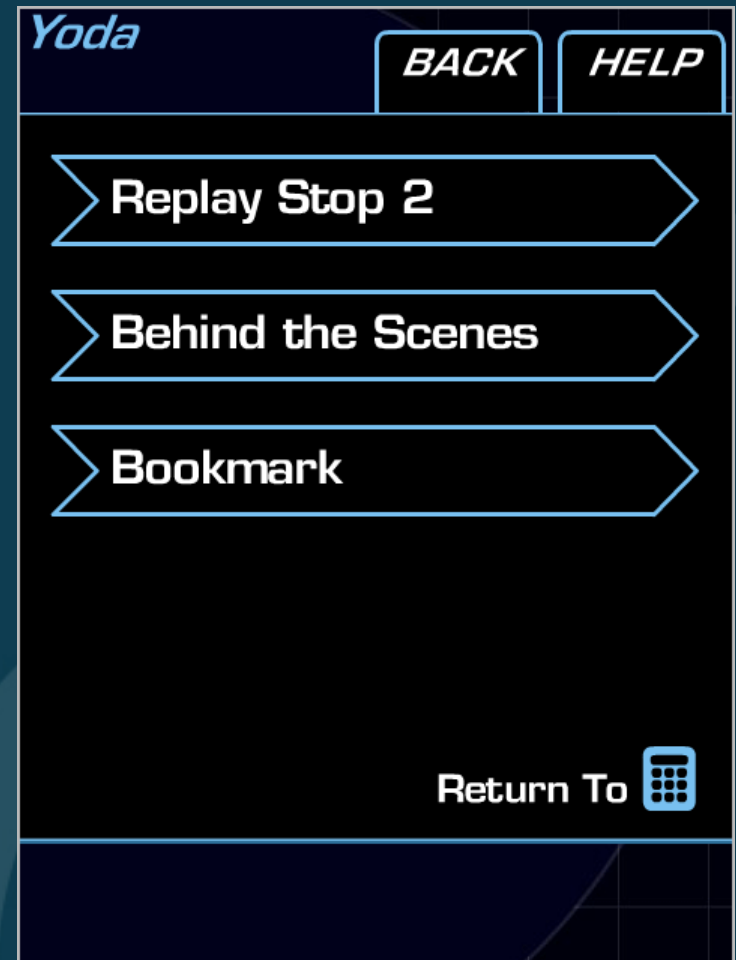 Yoda
BACK
HELP
Replay Stop 2
Behind the Scenes
Bookmark
Return To